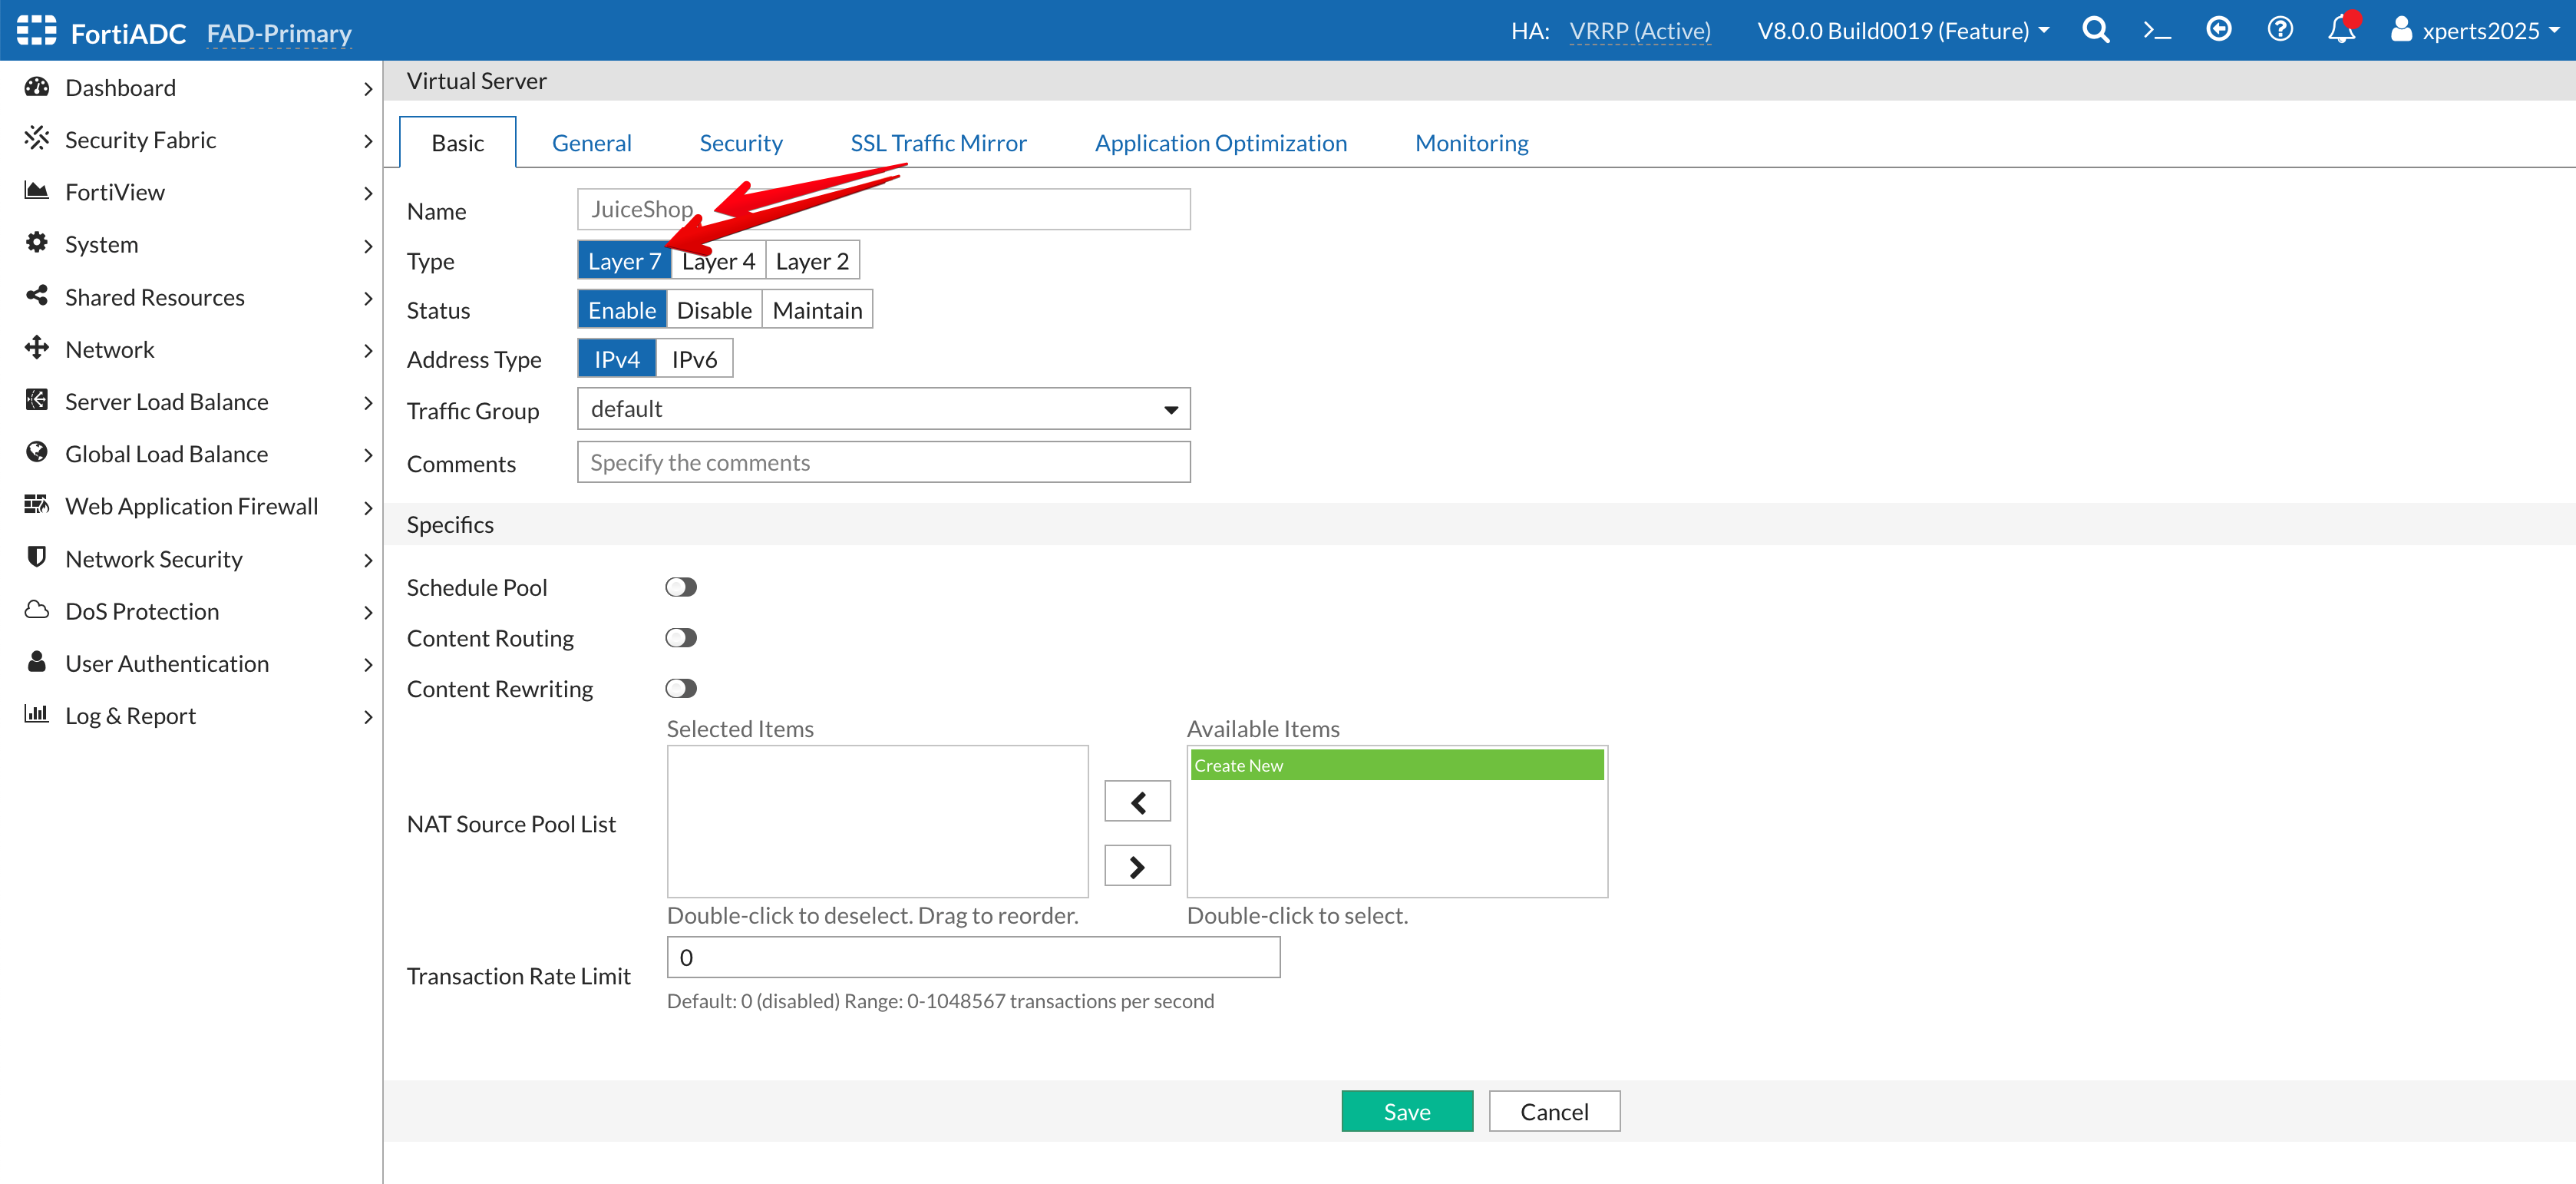 FortiADC FAD-Primary HA: VRRP (Active) V8.0.0 Build0019 (Feature) xperts2025
Dashboard
Security Fabric
FortiView
System
Shared Resources
Network
Server Load Balance
Global Load Balance
Web Application Firewall
Network Security
DoS Protection
User Authentication
Log & Report
Virtual Server
Basic General Security SSL Traffic Mirror Application Optimization Monitoring
Name JuiceShop
Type Layer 7 Layer 4 Layer 2
Status Enable Disable Maintain
Address Type IPv4 IPv6
Traffic Group default
Comments Specify the comments
Specifics
Schedule Pool
Content Routing
Content Rewriting
Selected Items Available Items
Create New
NAT Source Pool List
Double-click to deselect. Drag to reorder. Double-click to select.
Transaction Rate Limit 0
Default: 0 (disabled) Range: 0-1048567 transactions per second
Save Cancel